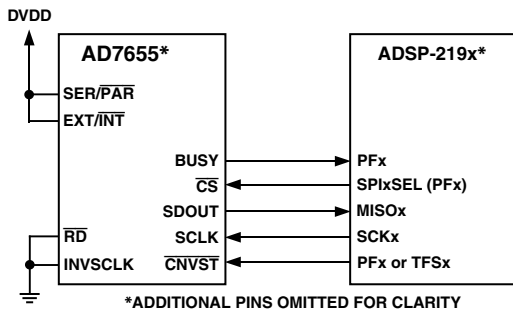 DVDD
AD7655*
ADSP-219x*
SER/PAR
EXT/INT
BUSY
PFx
CS
SPIxSEL (PFx)
SDOUT
MISOx
RD
SCLK
SCKx
INVSCLK
CNVST
PFx or TFSx
*ADDITIONAL PINS OMITTED FOR CLARITY